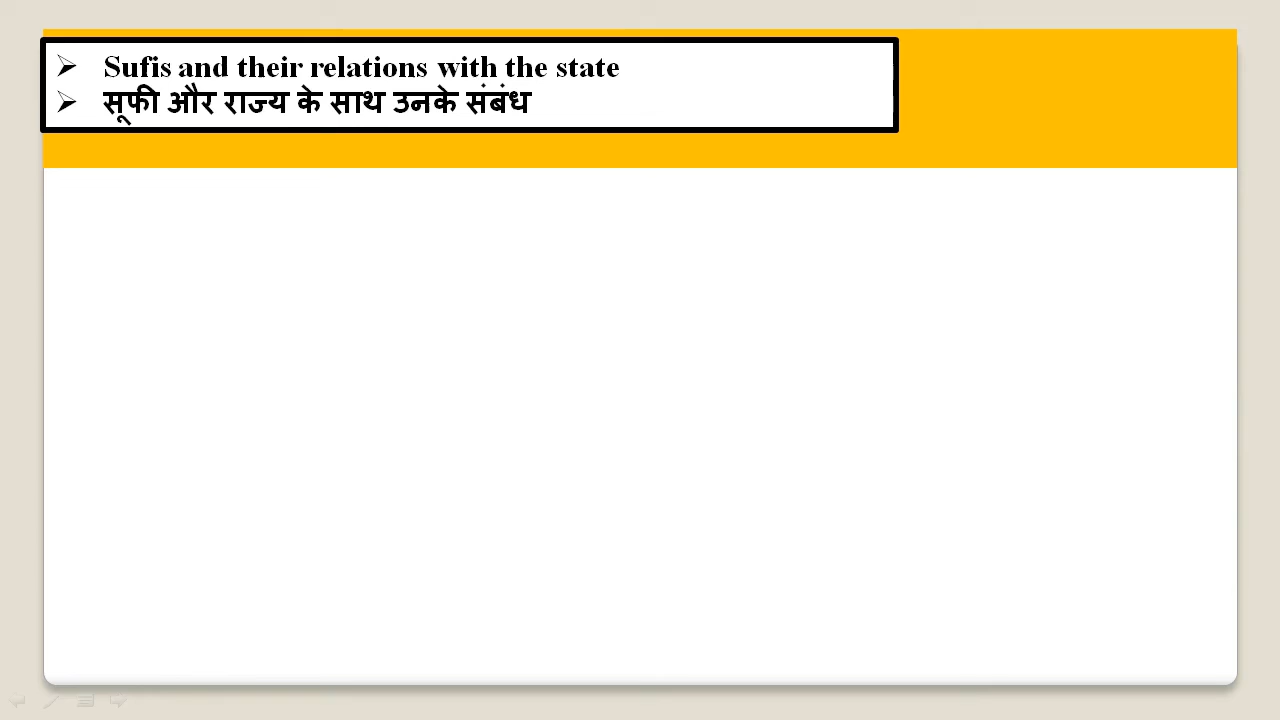 ➢ Sufis and their relations with the state
➢ सूफी और राज्य के साथ उनके संबंध